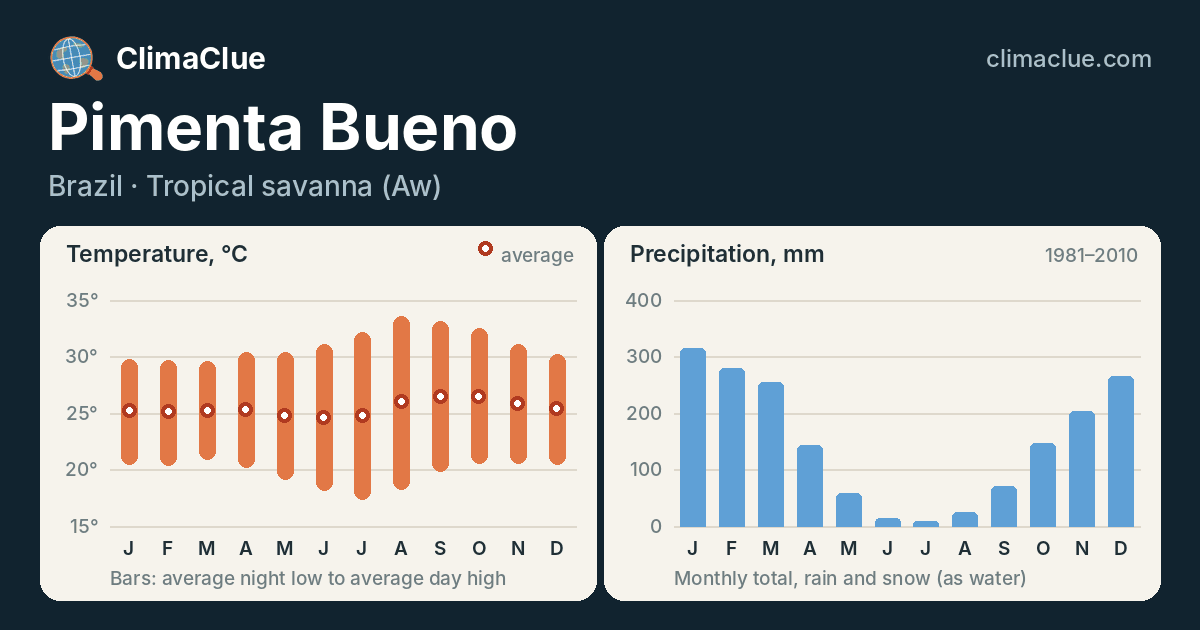 ClimaClue
climaclue.com
Pimenta Bueno
Brazil · Tropical savanna (Aw)
Temperature, °C
average
35°
30°
25°
20°
15°
J F M A M J J A S O N D
Bars: average night low to average day high
Precipitation, mm
1981–2010
400
300
200
100
0
J F M A M J J A S O N D
Monthly total, rain and snow (as water)